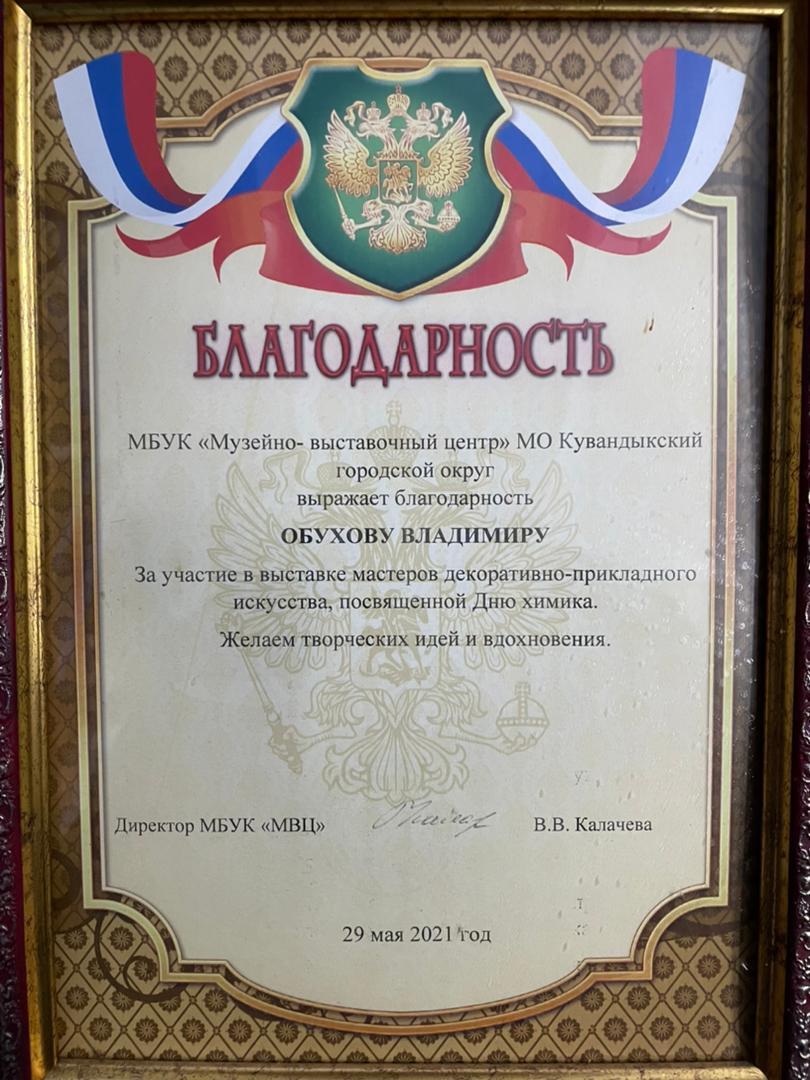 БЛАГОДАРНОСТЬ
МБУК «Музейно- выставочный центр» МО Кувандыкский
городской округ
выражает благодарность
ОБУХОВУ ВЛАДИМИРУ
За участие в выставке мастеров декоративно-прикладного
искусства, посвященной Дню химика.
Желаем творческих идей и вдохновения.
Директор МБУК «МВЦ» В.В. Калачева
29 мая 2021 год